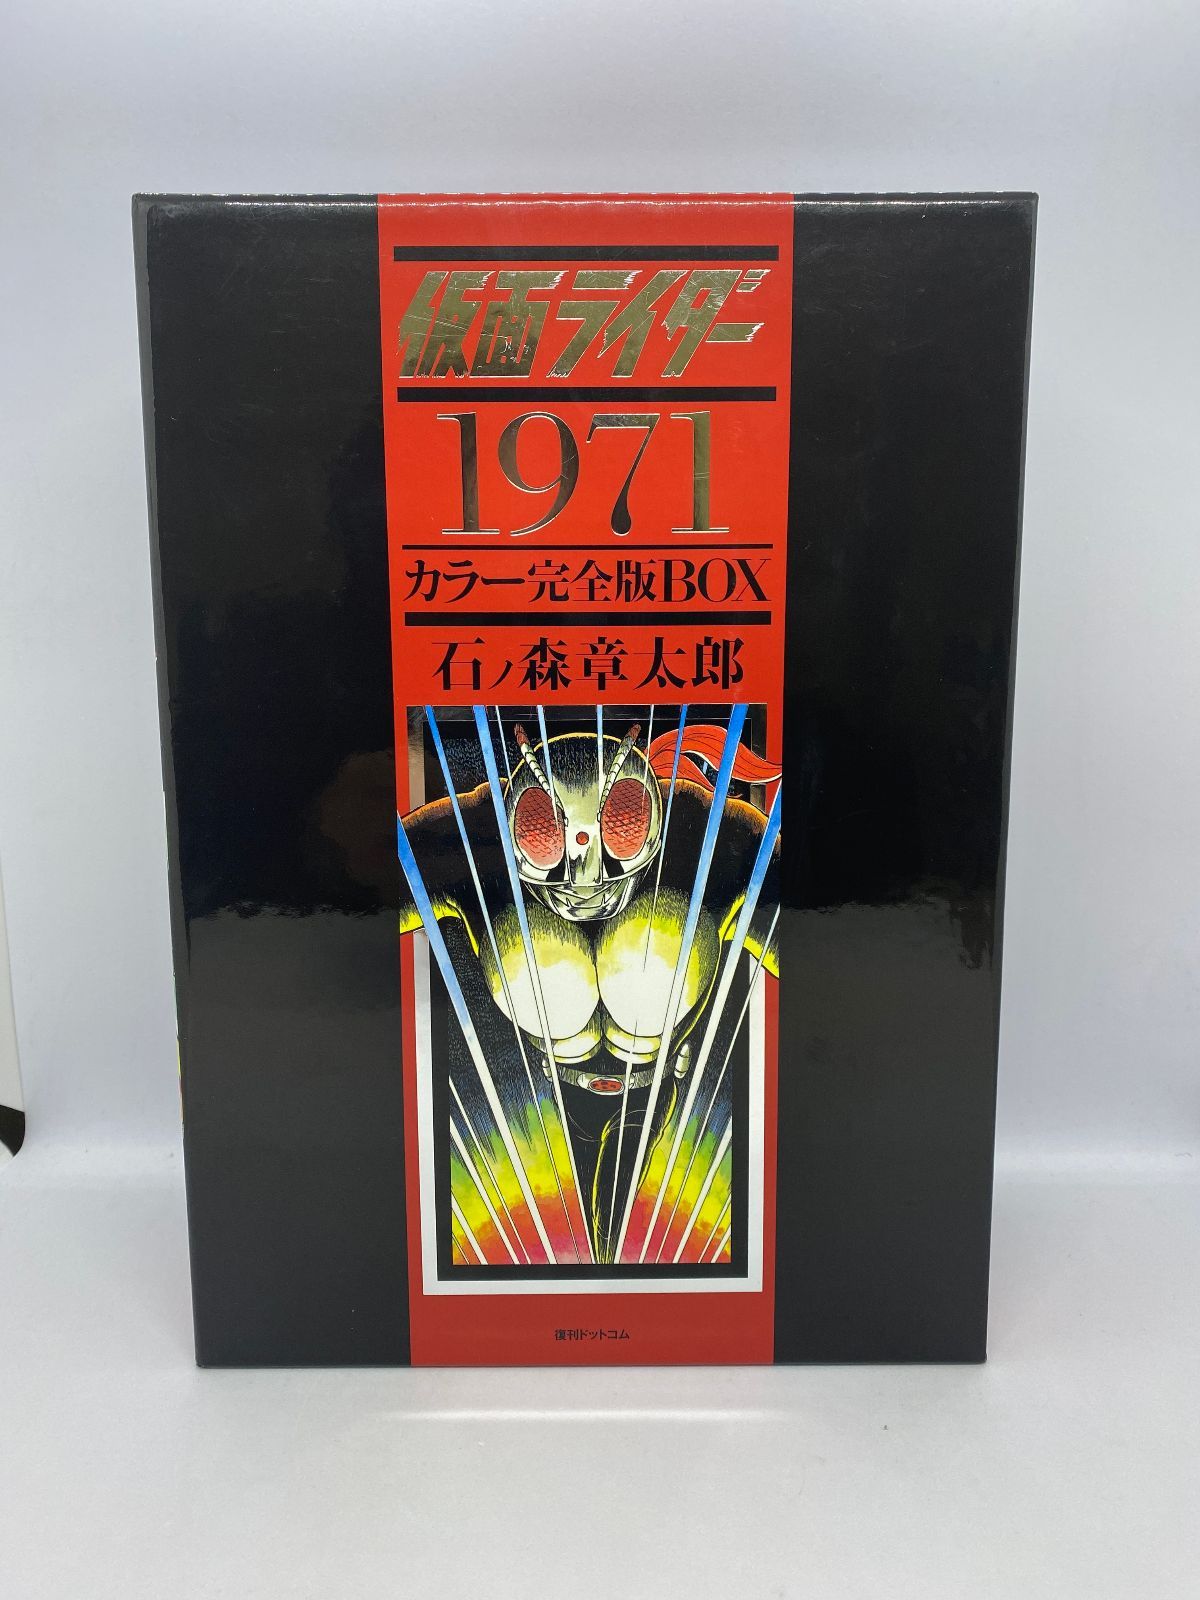 仮面ライダー
1971
カラー完全版BOX
石ノ森章太郎
復刊ドットコム